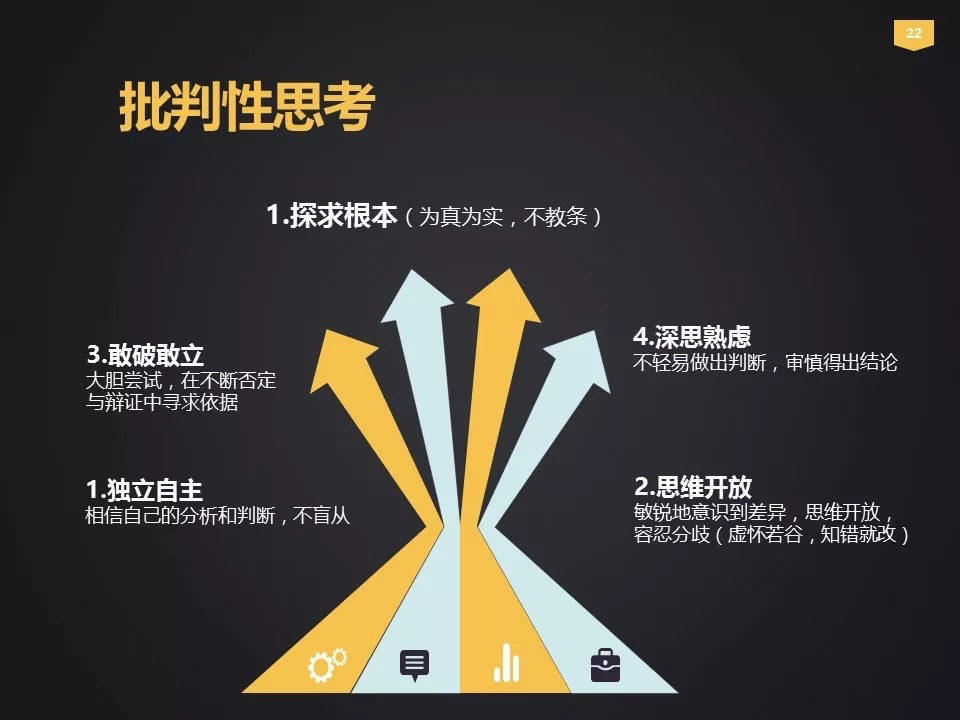 22
批判性思考
1.探求根本（为真为实，不教条）
3.敢破敢立
大胆尝试，在不断否定
与辩证中寻求依据
4.深思熟虑
不轻易做出判断，审慎得出结论
1.独立自主
相信自己的分析和判断，不盲从
2.思维开放
敏锐地意识到差异，思维开放，
容忍分歧（虚怀若谷，知错就改）